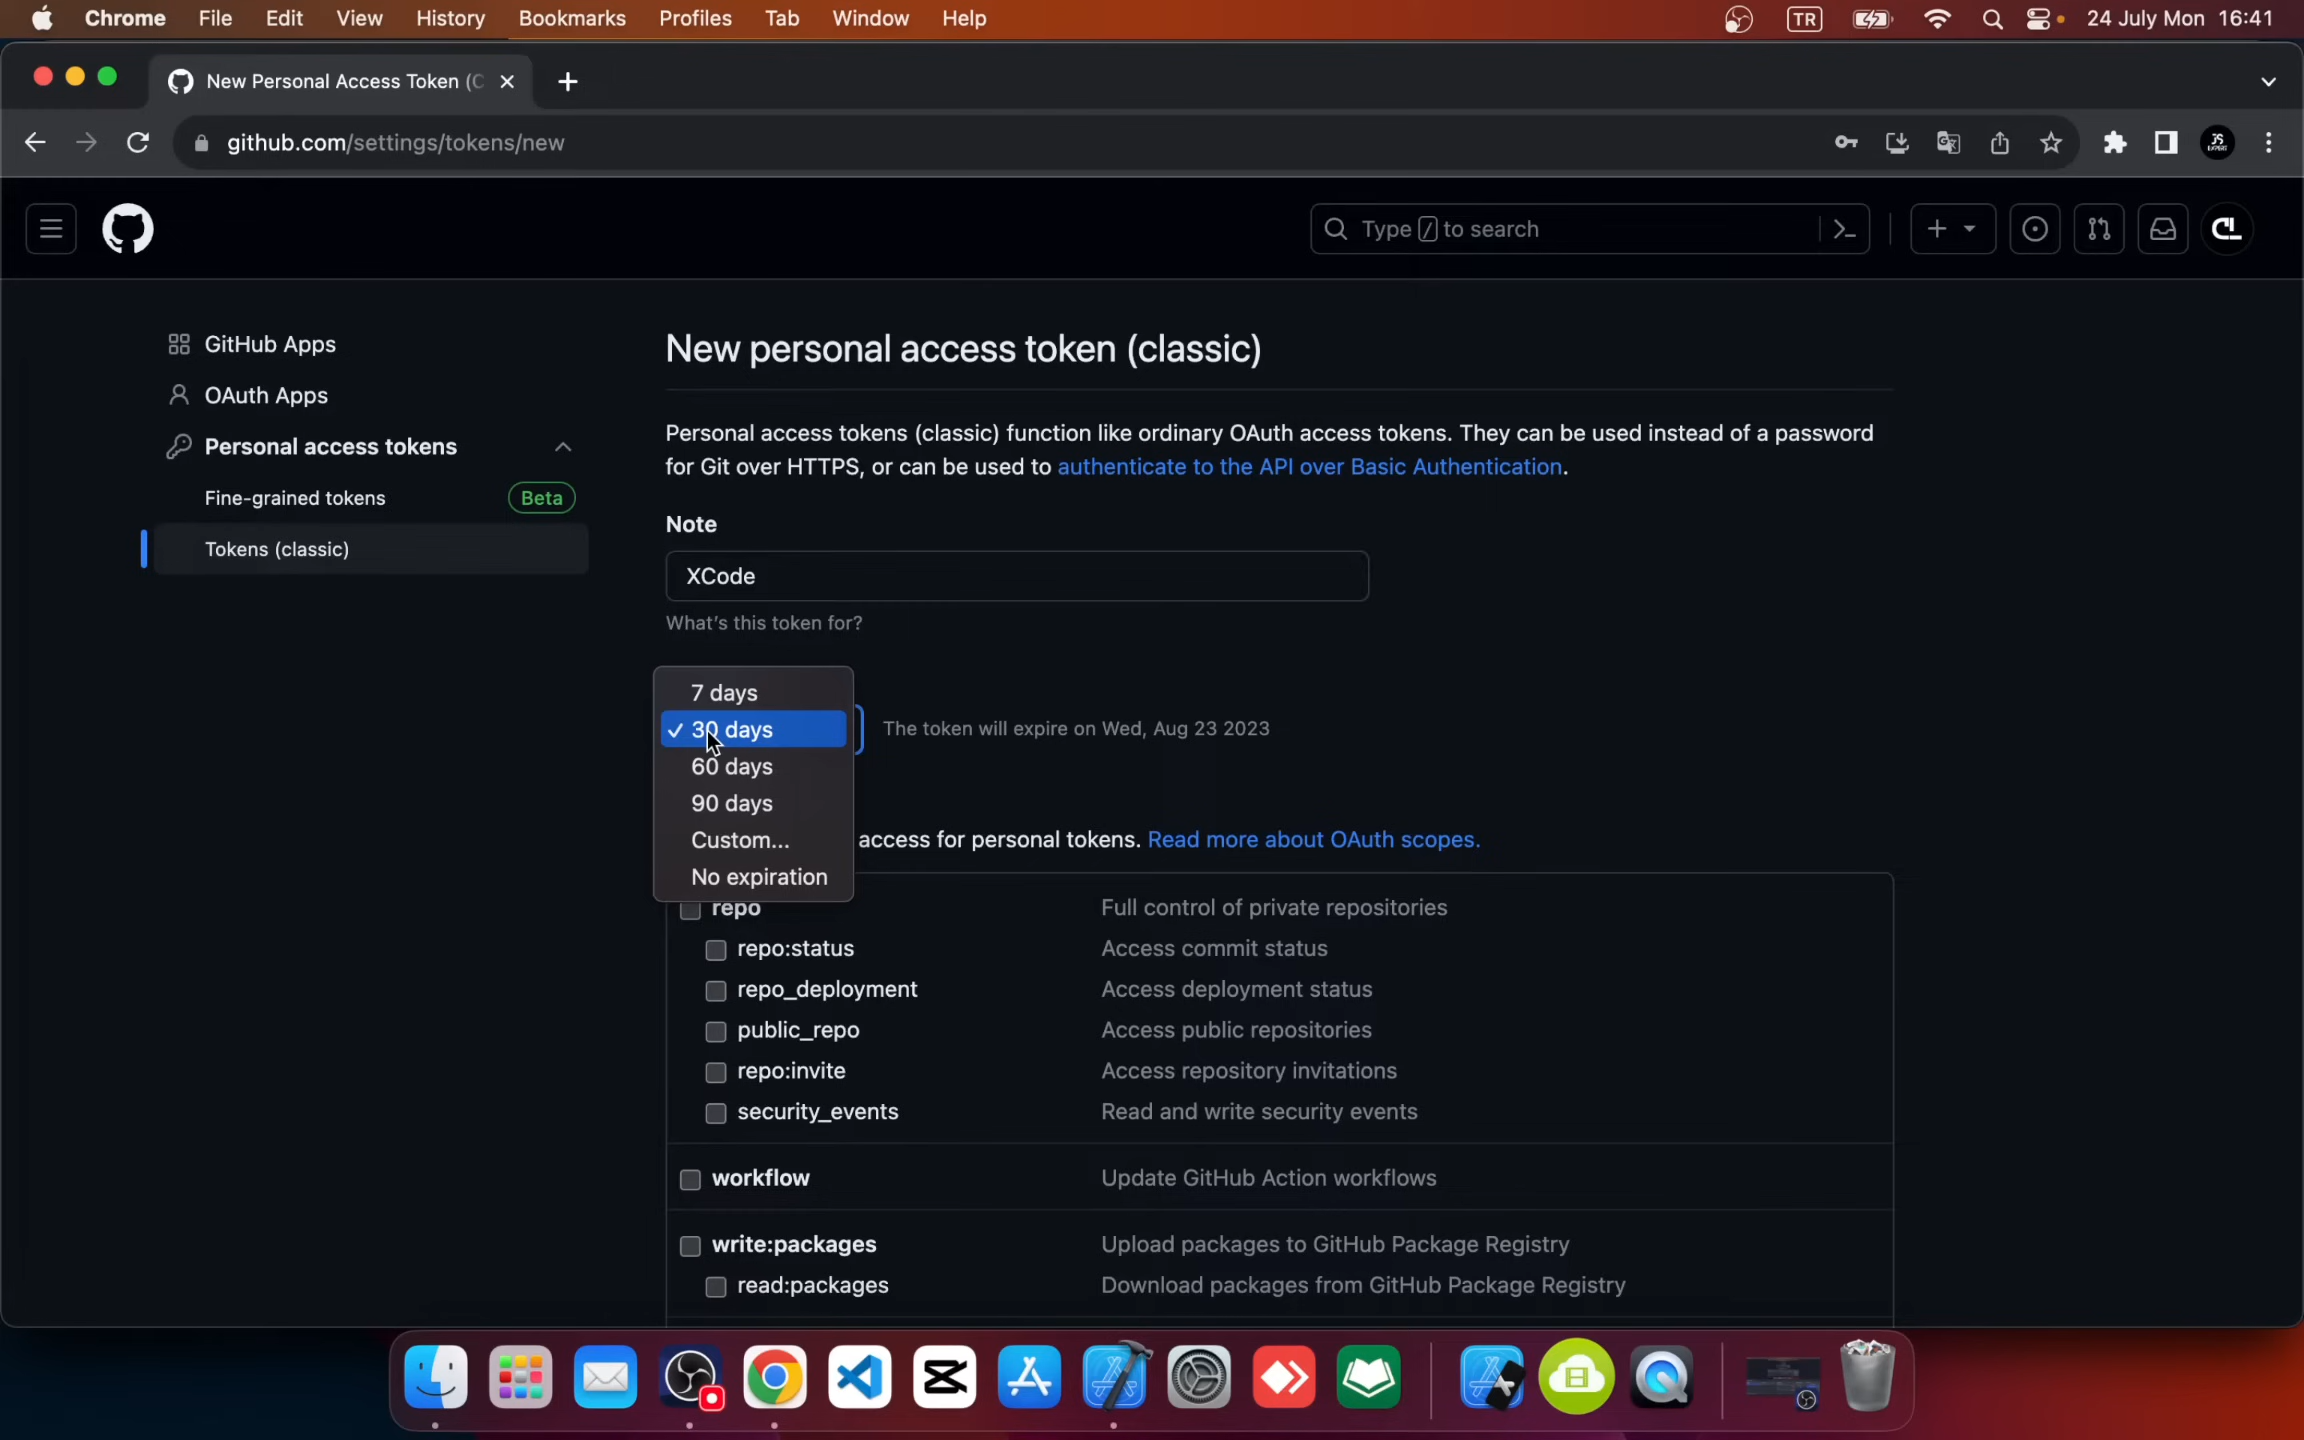 Chrome File Edit View History Bookmarks Profiles Tab Window Help TR 24 July Mon 16:41
New Personal Access Token (C
github.com/settings/tokens/new
JS
Type / to search
CL
GitHub Apps
OAuth Apps
Personal access tokens
Fine-grained tokens Beta
Tokens (classic)
New personal access token (classic)
Personal access tokens (classic) function like ordinary OAuth access tokens. They can be used instead of a password
for Git over HTTPS, or can be used to authenticate to the API over Basic Authentication.
Note
XCode
What's this token for?
7 days
30 days The token will expire on Wed, Aug 23 2023
60 days
90 days
Custom... access for personal tokens. Read more about OAuth scopes.
No expiration
repo Full control of private repositories
repo:status Access commit status
repo_deployment Access deployment status
public_repo Access public repositories
repo:invite Access repository invitations
security_events Read and write security events
workflow Update GitHub Action workflows
write:packages Upload packages to GitHub Package Registry
read:packages Download packages from GitHub Package Registry